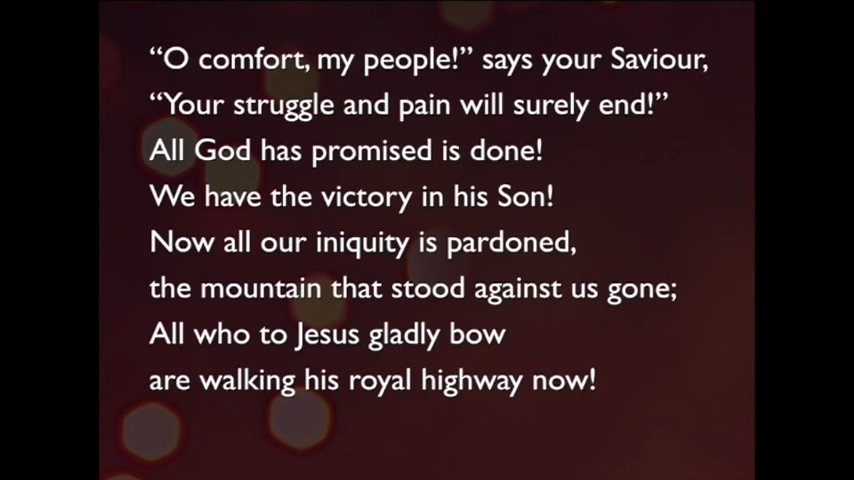 “O comfort, my people!” says your Saviour,
“Your struggle and pain will surely end!”
All God has promised is done!
We have the victory in his Son!
Now all our iniquity is pardoned,
the mountain that stood against us gone;
All who to Jesus gladly bow
are walking his royal highway now!